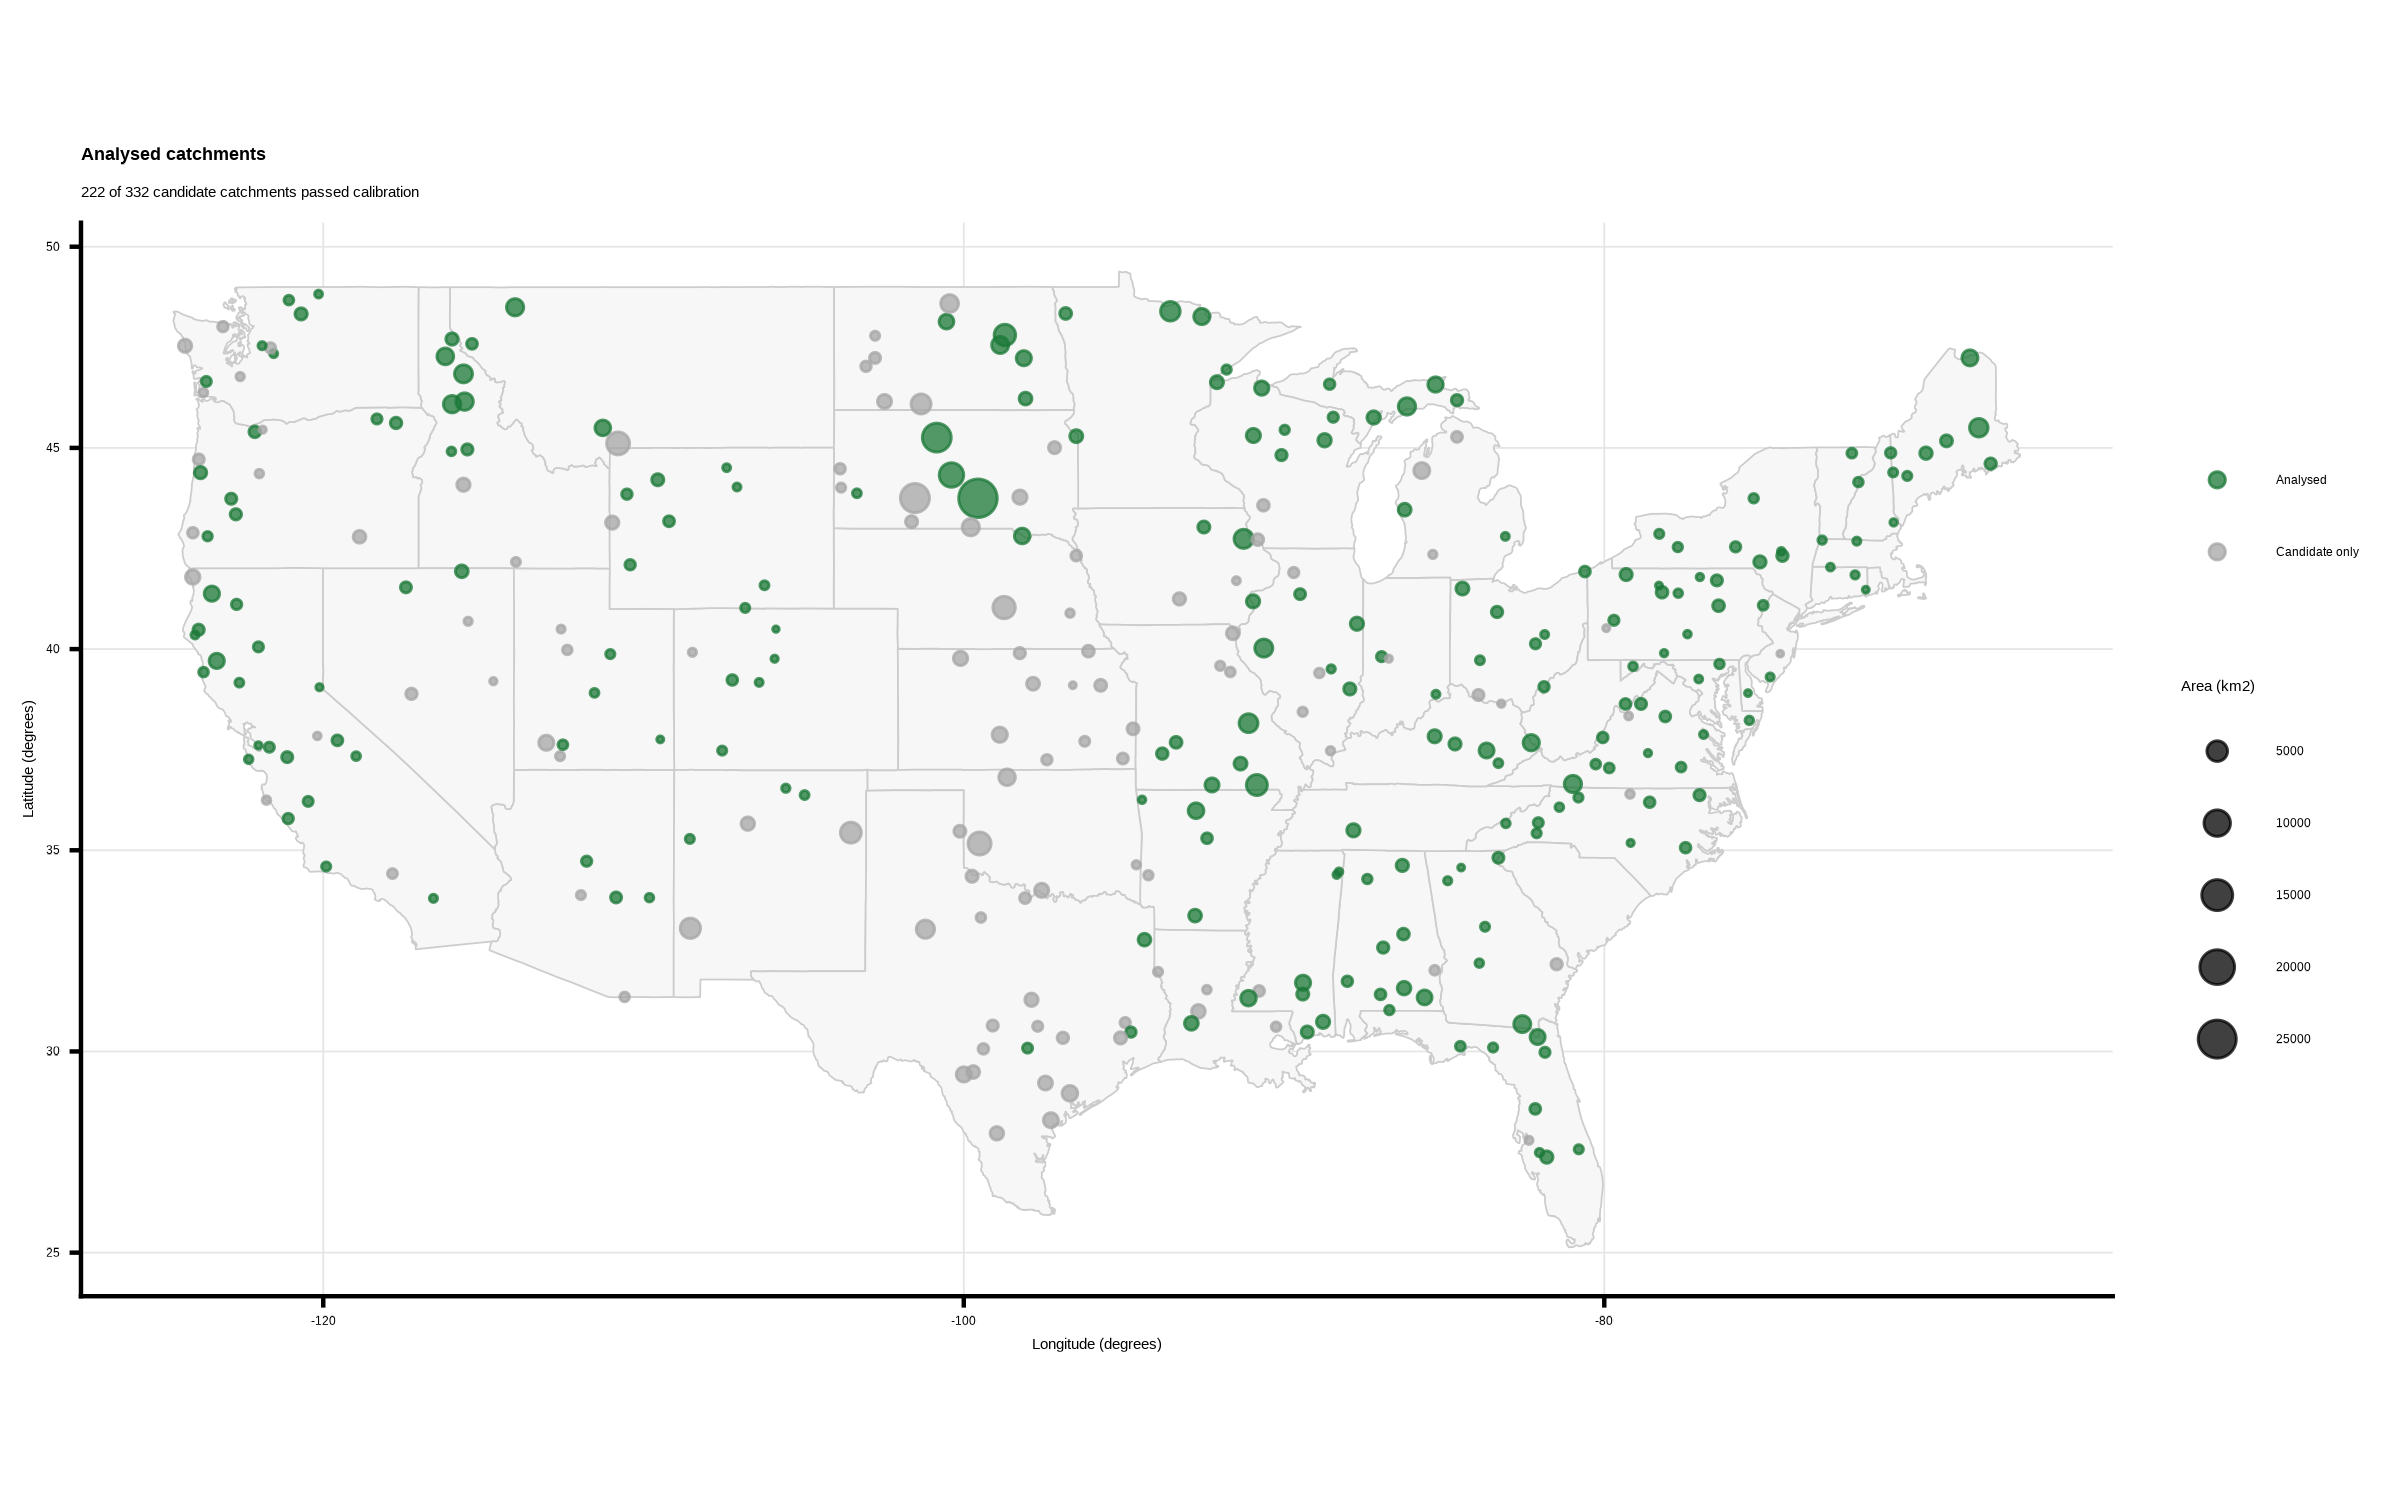 Analysed catchments
222 of 332 candidate catchments passed calibration
50
45
40
35
30
25
Latitude (degrees)
-120
-100
-80
Longitude (degrees)
Analysed
Candidate only
Area (km2)
5000
10000
15000
20000
25000